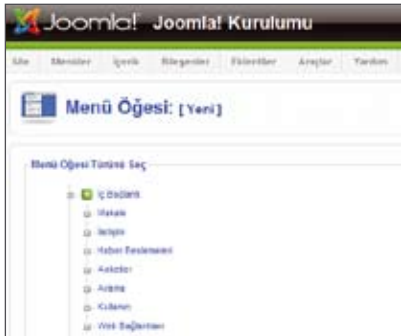 Joomla! Joomla! Kurulumu
Site Menüler İçerik Bileşenler Eklentiler Araçlar Yardım
Menü Öğesi: [Yeni]
Menü Öğesi Türünü Seç
İç Bağlantı
Makale
İletişim
Haber Beslemeleri
Anketler
Arama
Kullanıcı
Web Bağlantıları